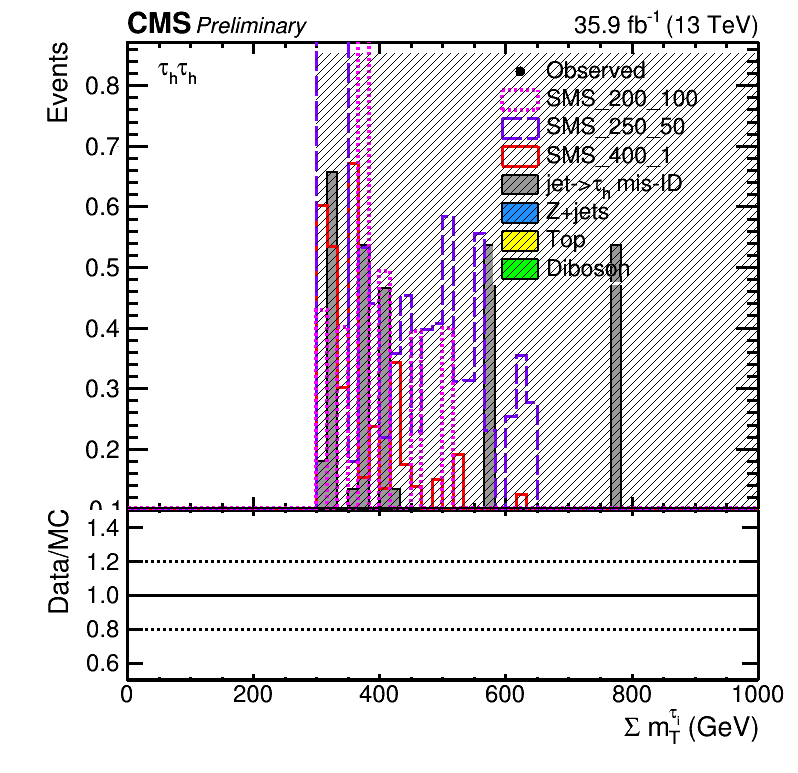 CMS Preliminary 35.9 fb⁻¹ (13 TeV)
Events
τhτh
Observed
SMS_200_100
SMS_250_50
SMS_400_1
jet->τh mis-ID
Z+jets
Top
Diboson
0.8
0.7
0.6
0.5
0.4
0.3
0.2
0.1
Data/MC
1.4
1.2
1.0
0.8
0.6
0 200 400 600 800 1000
Σ mT^τi (GeV)